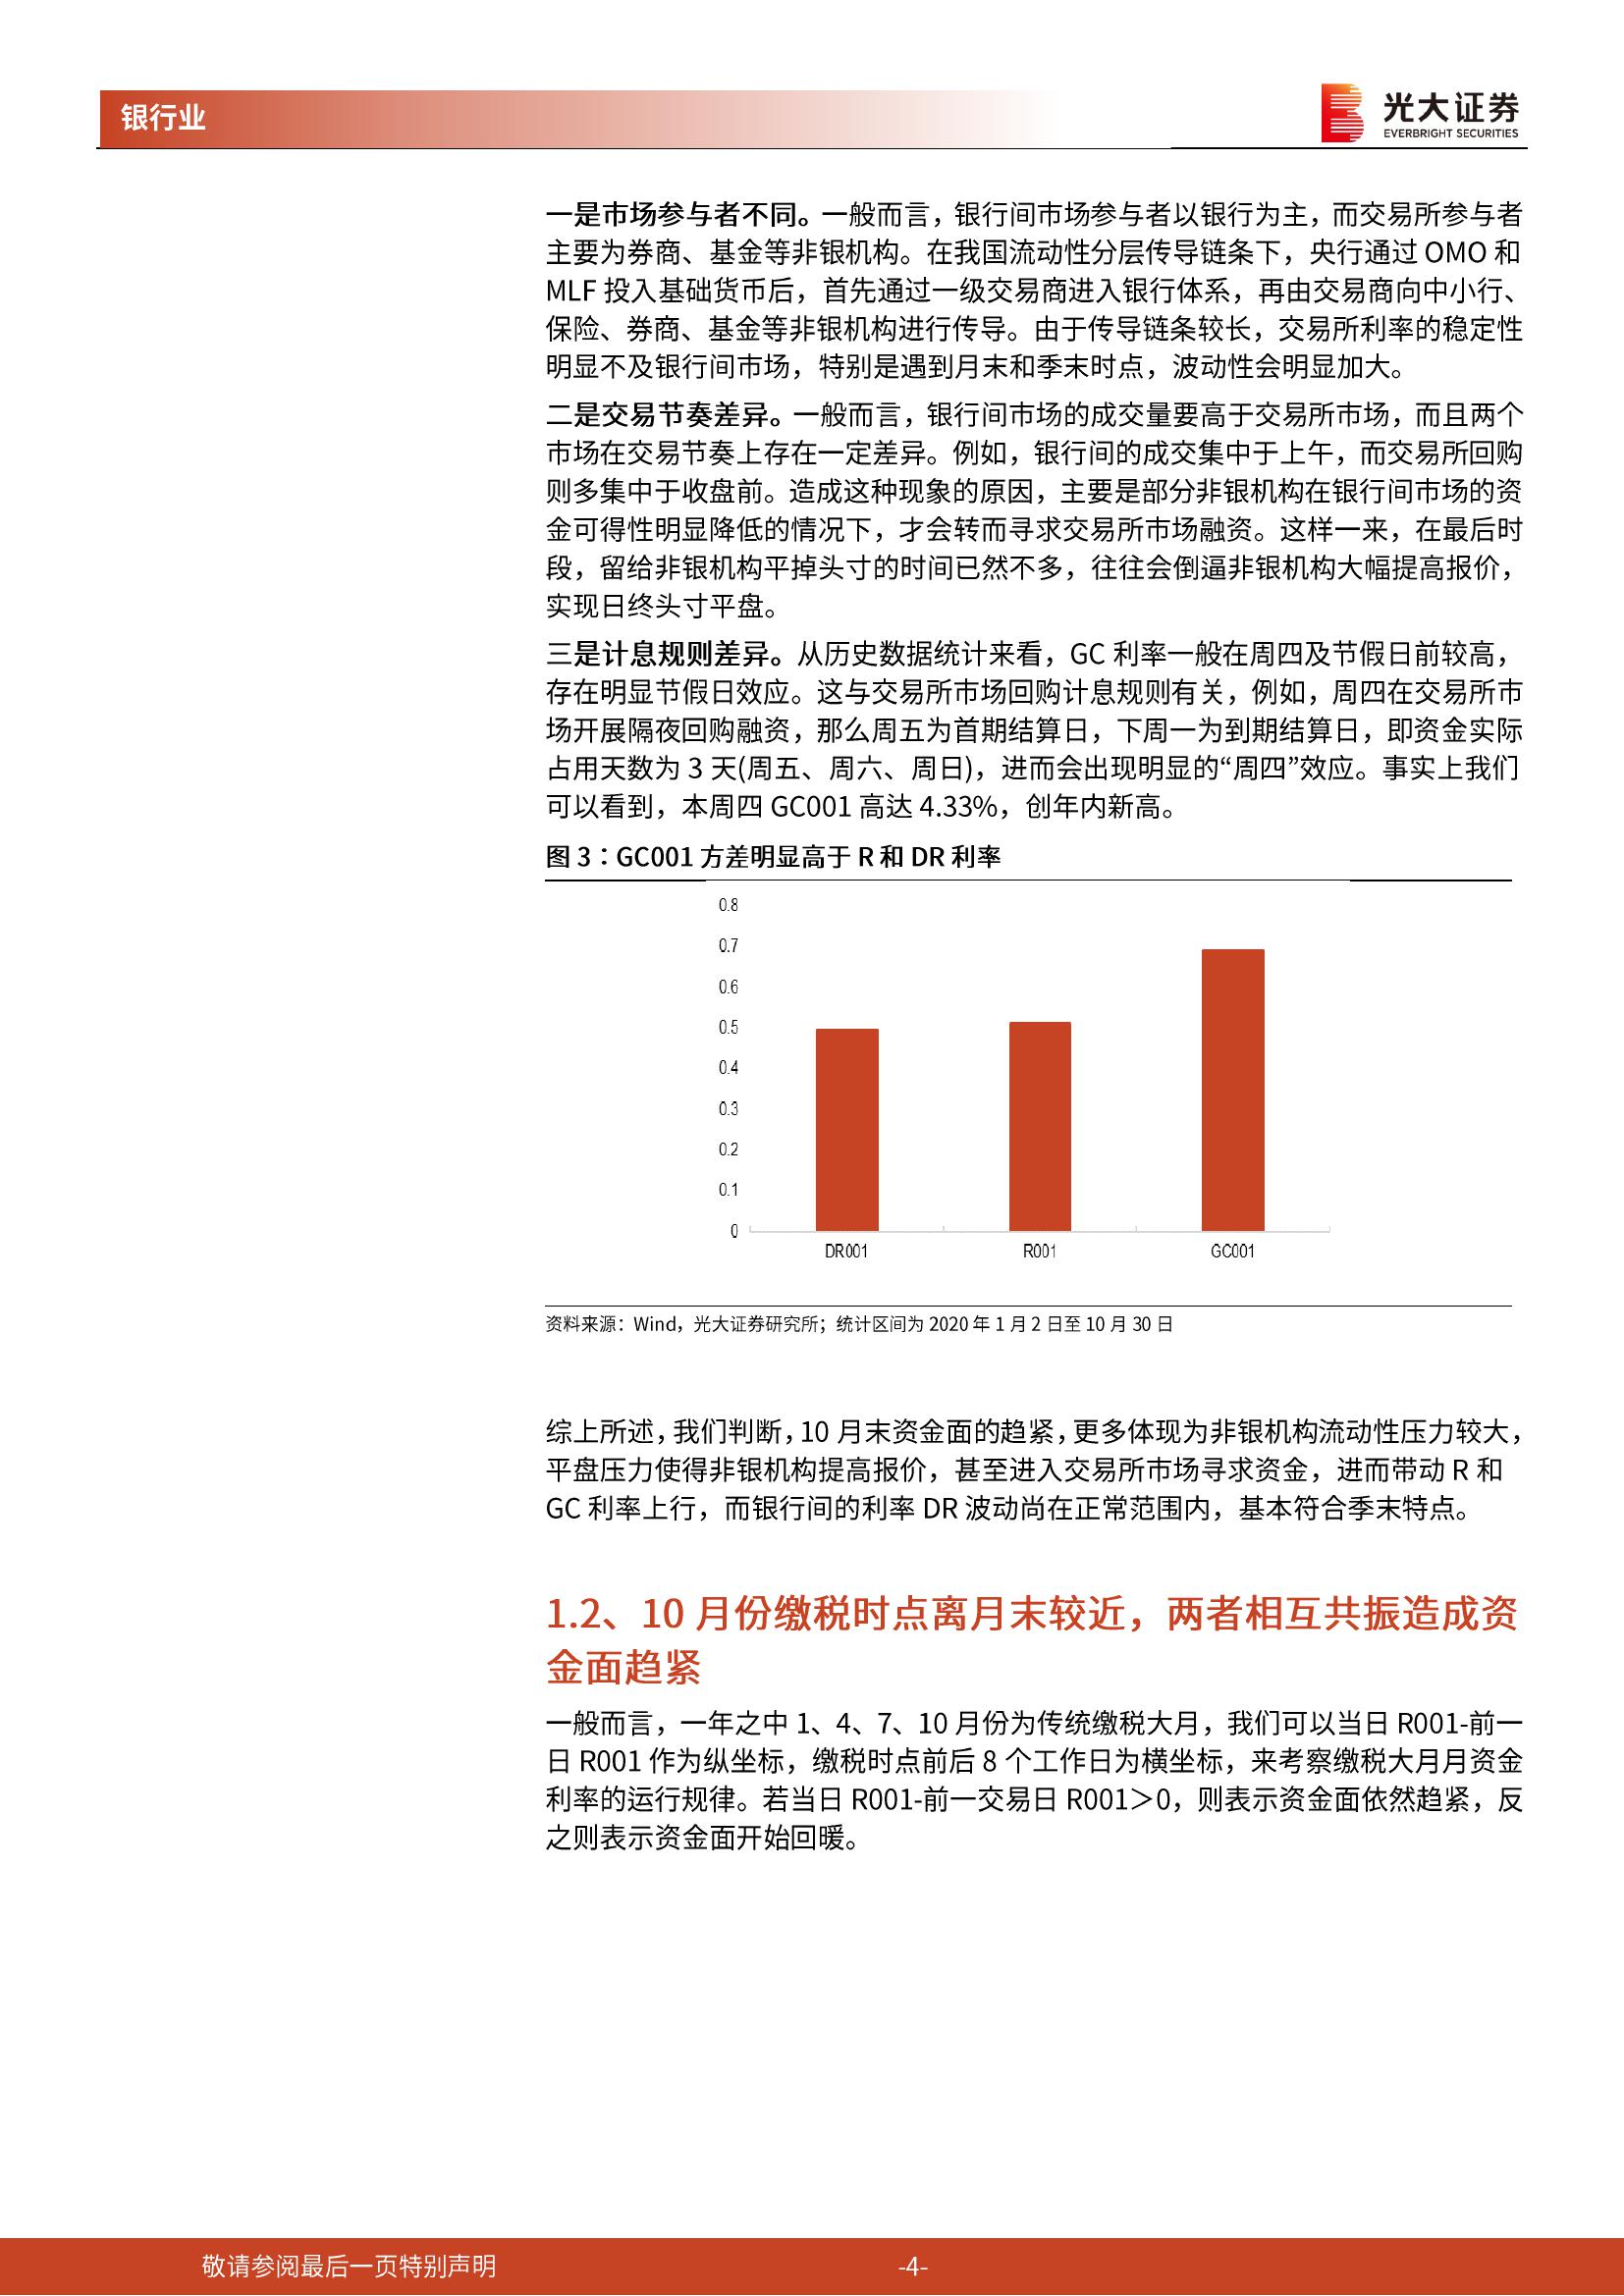 银行业
光大证券
EVERBRIGHT SECURITIES
一是市场参与者不同。一般而言，银行间市场参与者以银行为主，而交易所参与者
主要为券商、基金等非银机构。在我国流动性分层传导链条下，央行通过 OMO 和
MLF 投入基础货币后，首先通过一级交易商进入银行体系，再由交易商向中小行、
保险、券商、基金等非银机构进行传导。由于传导链条较长，交易所利率的稳定性
明显不及银行间市场，特别是遇到月末和季末时点，波动性会明显加大。
二是交易节奏差异。一般而言，银行间市场的成交量要高于交易所市场，而且两个
市场在交易节奏上存在一定差异。例如，银行间的成交集中于上午，而交易所回购
则多集中于收盘前。造成这种现象的原因，主要是部分非银机构在银行间市场的资
金可得性明显降低的情况下，才会转而寻求交易所市场融资。这样一来，在最后时
段，留给非银机构平掉头寸的时间已然不多，往往会倒逼非银机构大幅提高报价，
实现日终头寸平盘。
三是计息规则差异。从历史数据统计来看，GC 利率一般在周四及节假日前较高，
存在明显节假日效应。这与交易所市场回购计息规则有关，例如，周四在交易所市
场开展隔夜回购融资，那么周五为首期结算日，下周一为到期结算日，即资金实际
占用天数为 3 天(周五、周六、周日)，进而会出现明显的“周四”效应。事实上我们
可以看到，本周四 GC001 高达 4.33%，创年内新高。
图 3：GC001 方差明显高于 R 和 DR 利率
0.8
0.7
0.6
0.5
0.4
0.3
0.2
0.1
0
DR001 R001 GC001
资料来源：Wind，光大证券研究所；统计区间为 2020 年 1 月 2 日至 10 月 30 日
综上所述，我们判断，10 月末资金面的趋紧，更多体现为非银机构流动性压力较大，
平盘压力使得非银机构提高报价，甚至进入交易所市场寻求资金，进而带动 R 和
GC 利率上行，而银行间的利率 DR 波动尚在正常范围内，基本符合季末特点。
1.2、10 月份缴税时点离月末较近，两者相互共振造成资
金面趋紧
一般而言，一年之中 1、4、7、10 月份为传统缴税大月，我们可以当日 R001-前一
日 R001 作为纵坐标，缴税时点前后 8 个工作日为横坐标，来考察缴税大月月资金
利率的运行规律。若当日 R001-前一交易日 R001＞0，则表示资金面依然趋紧，反
之则表示资金面开始回暖。
敬请参阅最后一页特别声明
-4-